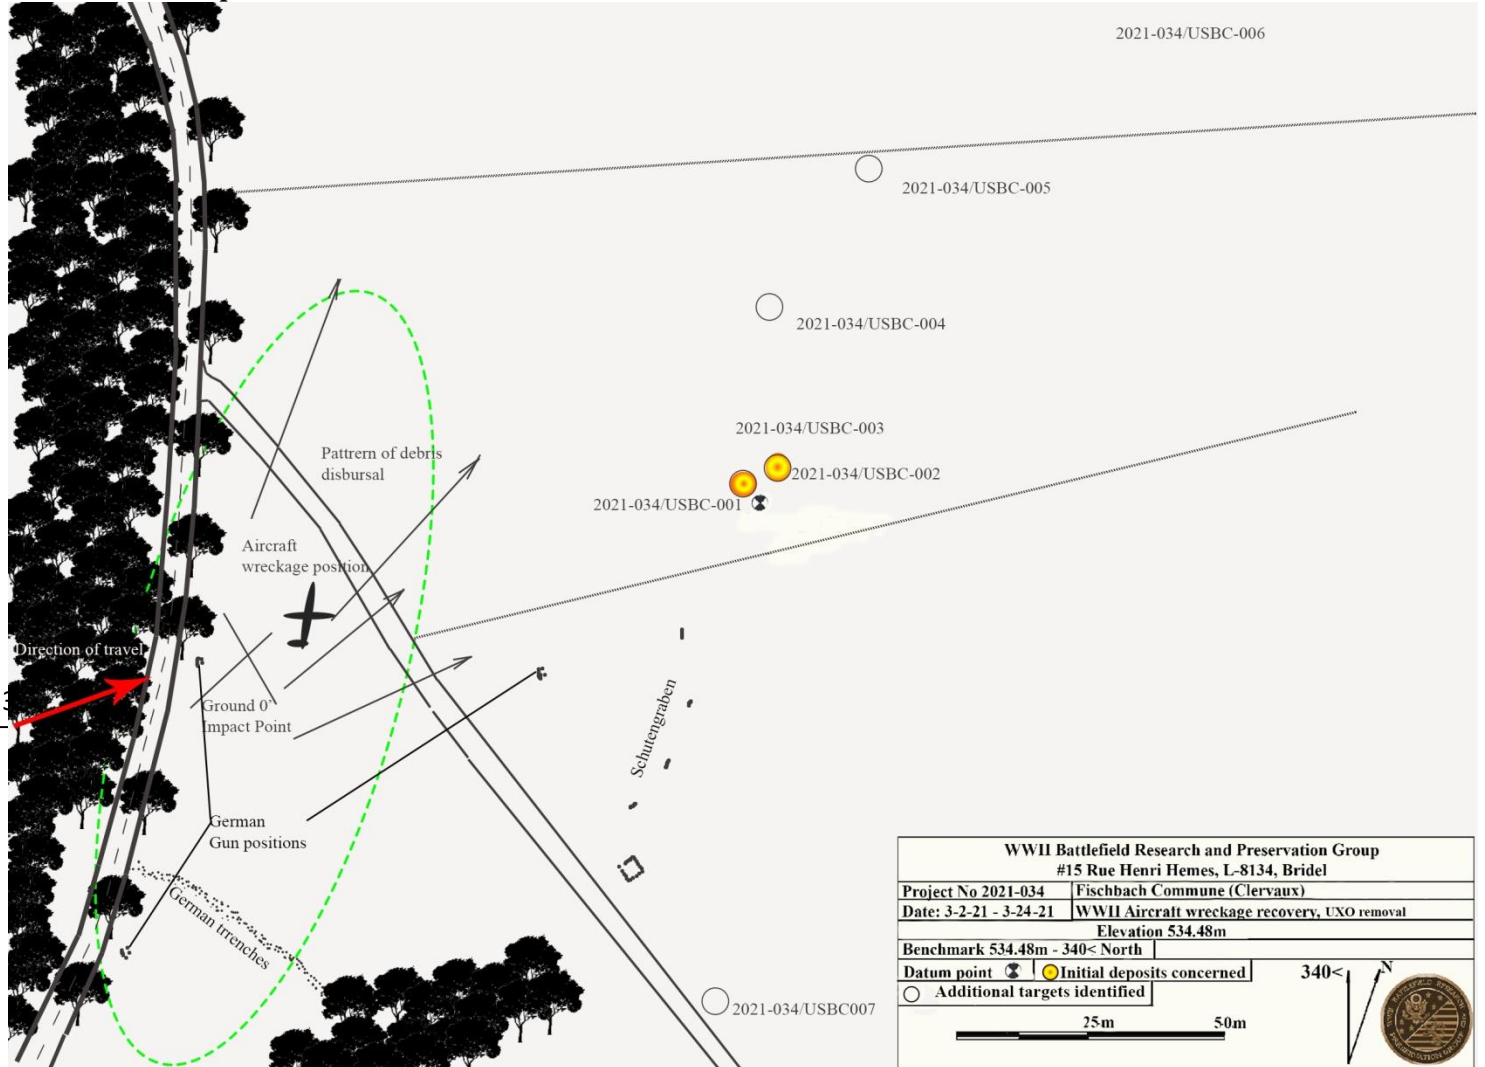 2021-034/USBC-006
2021-034/USBC-005
2021-034/USBC-004
2021-034/USBC-003
2021-034/USBC-002
2021-034/USBC-001
Pattrern of debris
disbursal
Aircraft
wreckage position
Direction of travel
Ground 0'
Impact Point
Schutengraben
German
Gun positions
German trrenches
2021-034/USBC007
WWII Battlefield Research and Preservation Group
#15 Rue Henri Hemes, L-8134, Bridel
Project No 2021-034 Fischbach Commune (Clervaux)
Date: 3-2-21 - 3-24-21 WWII Aircraft wreckage recovery, UXO removal
Elevation 534.48m
Benchmark 534.48m - 340< North
Datum point Initial deposits concerned
Additional targets identified
340< N
25m 50m